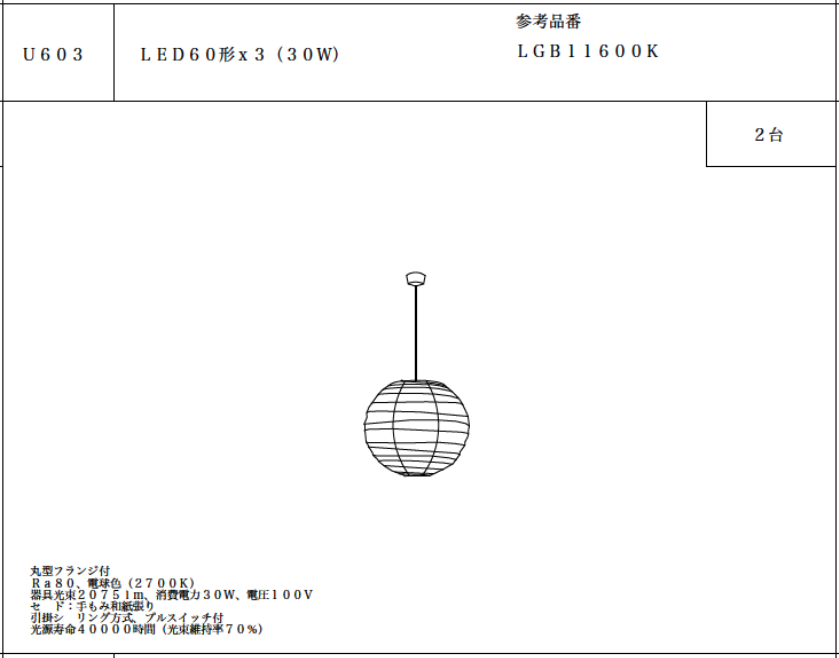 参考品番
U603 LED60形x3(30W) LGB11600K
2台
丸型フランジ付
Ra80、電球色(2700K)
器具光束2075lm、消費電力30W、電圧100V
セ ド:手もみ和紙張り
引掛シ リング方式、プルスイッチ付
光源寿命40000時間(光束維持率70%)